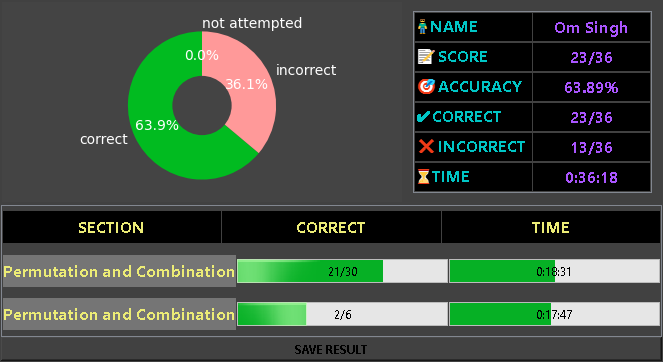 not attempted
0.0%
36.1%
incorrect
63.9%
correct
NAME Om Singh
SCORE 23/36
ACCURACY 63.89%
CORRECT 23/36
INCORRECT 13/36
TIME 0:36:18
SECTION CORRECT TIME
Permutation and Combination 21/30 0:18:31
Permutation and Combination 2/6 0:17:47
SAVE RESULT